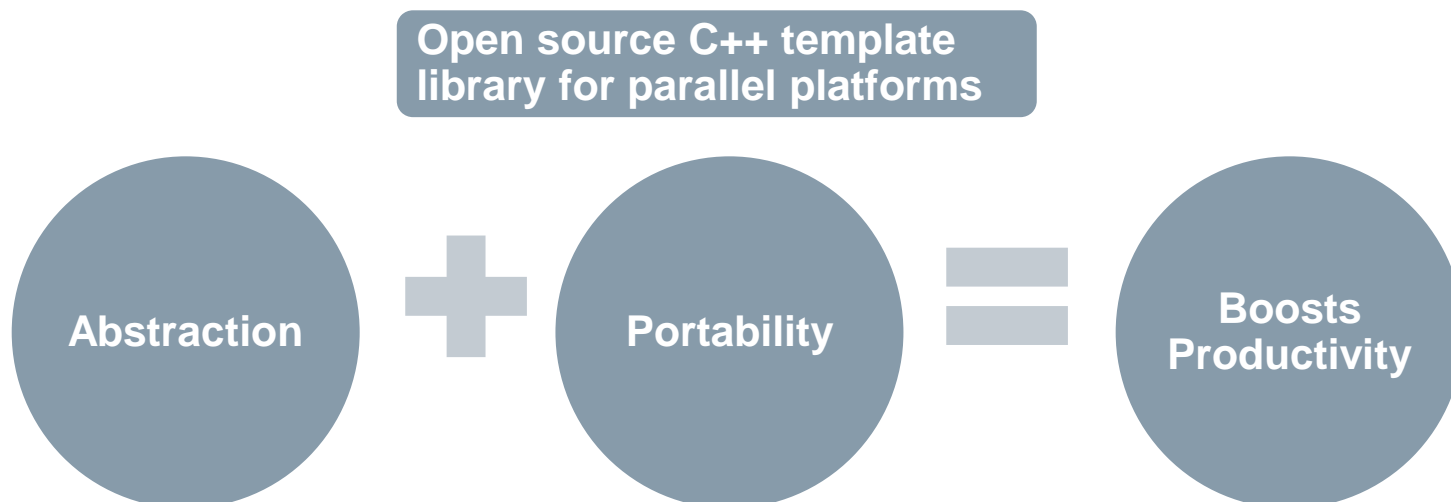 Open source C++ template
library for parallel platforms
Abstraction
Portability
Boosts
Productivity